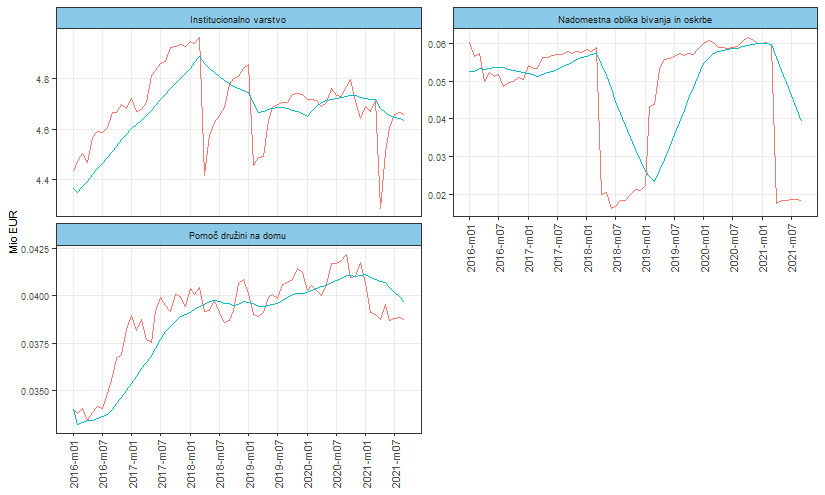 Institucionalno varstvo
Nadomestna oblika bivanja in oskrbe
4.8
4.6
4.4
0.06
0.05
0.04
0.03
0.02
2016-m01
2016-m07
2017-m01
2017-m07
2018-m01
2018-m07
2019-m01
2019-m07
2020-m01
2020-m07
2021-m01
2021-m07
Mio EUR
Pomoč družini na domu
0.0425
0.0400
0.0375
0.0350
2016-m01
2016-m07
2017-m01
2017-m07
2018-m01
2018-m07
2019-m01
2019-m07
2020-m01
2020-m07
2021-m01
2021-m07